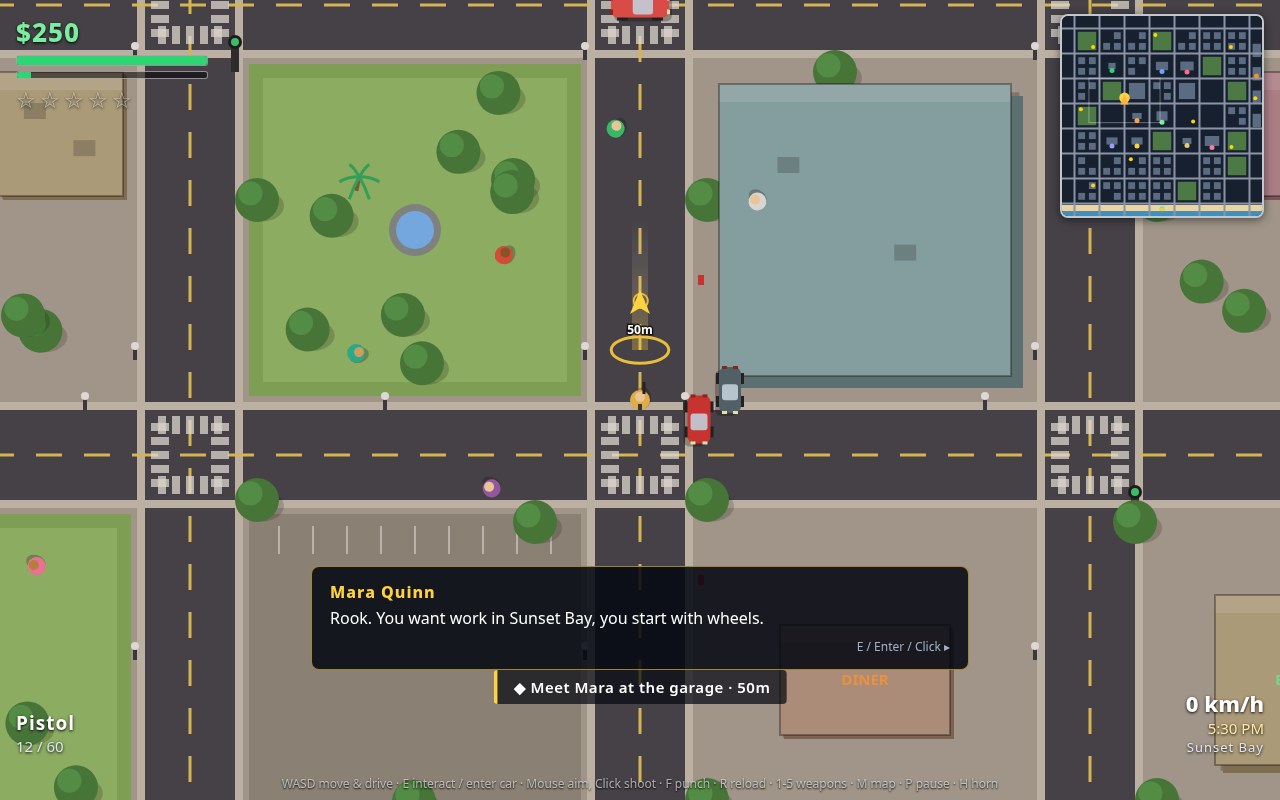 $250
☆☆☆☆☆
50m
Mara Quinn
Rook. You want work in Sunset Bay, you start with wheels.
E / Enter / Click ▸
◆ Meet Mara at the garage · 50m
DINER
Pistol
12 / 60
0 km/h
5:30 PM
Sunset Bay
WASD move & drive · E interact / enter car · Mouse aim, Click shoot · F punch · R reload · 1-5 weapons · M map · P pause · H horn